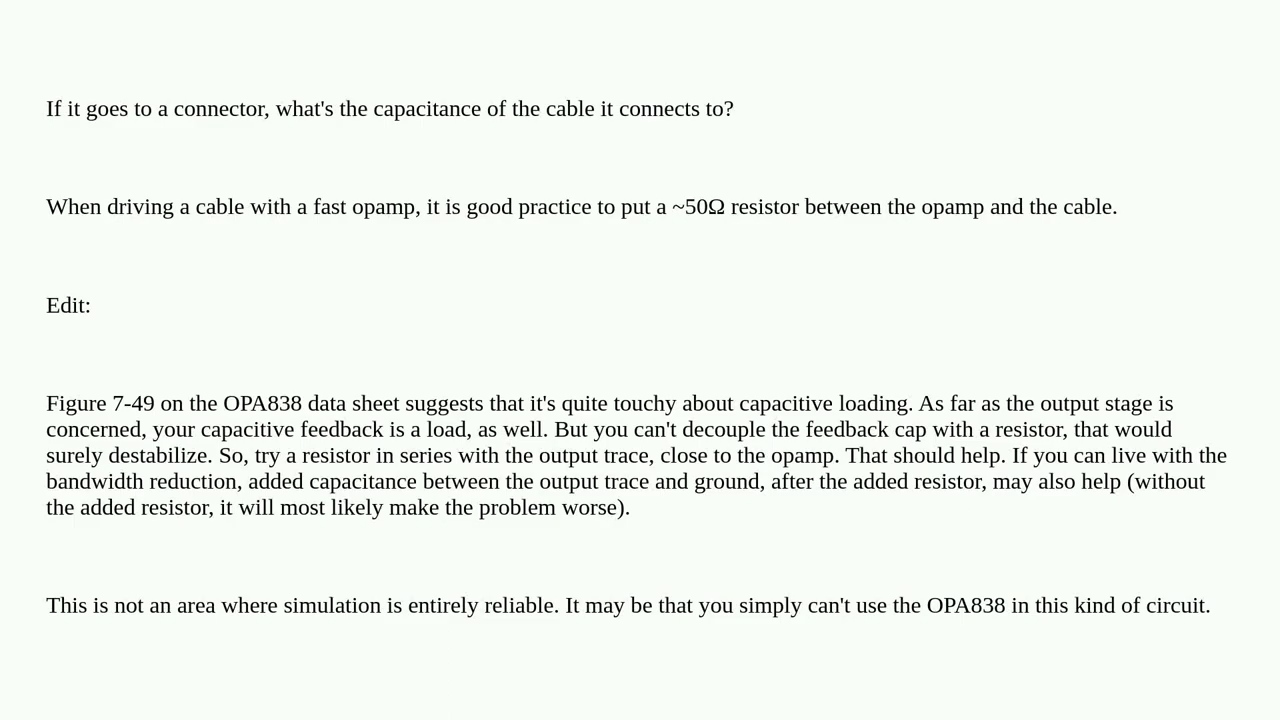 If it goes to a connector, what's the capacitance of the cable it connects to?
When driving a cable with a fast opamp, it is good practice to put a ~50Ω resistor between the opamp and the cable.
Edit:
Figure 7-49 on the OPA838 data sheet suggests that it's quite touchy about capacitive loading. As far as the output stage is
concerned, your capacitive feedback is a load, as well. But you can't decouple the feedback cap with a resistor, that would
surely destabilize. So, try a resistor in series with the output trace, close to the opamp. That should help. If you can live with the
bandwidth reduction, added capacitance between the output trace and ground, after the added resistor, may also help (without
the added resistor, it will most likely make the problem worse).
This is not an area where simulation is entirely reliable. It may be that you simply can't use the OPA838 in this kind of circuit.